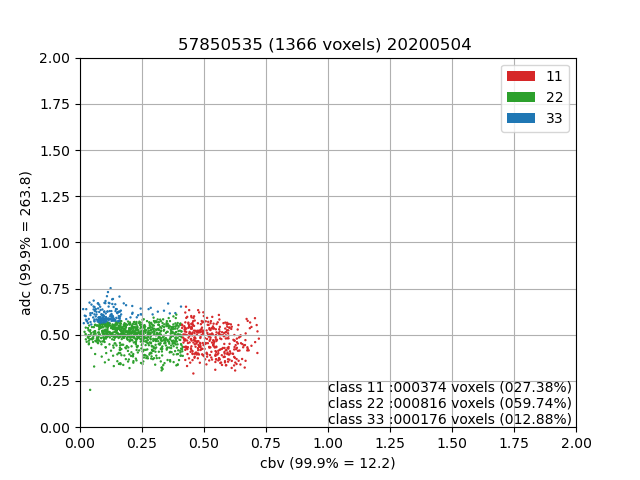 57850535 (1366 voxels) 20200504
11
22
33
2.00
1.75
1.50
1.25
1.00
0.75
0.50
0.25
0.00
adc (99.9% = 263.8)
class 11 :000374 voxels (027.38%)
class 22 :000816 voxels (059.74%)
class 33 :000176 voxels (012.88%)
0.00 0.25 0.50 0.75 1.00 1.25 1.50 1.75 2.00
cbv (99.9% = 12.2)